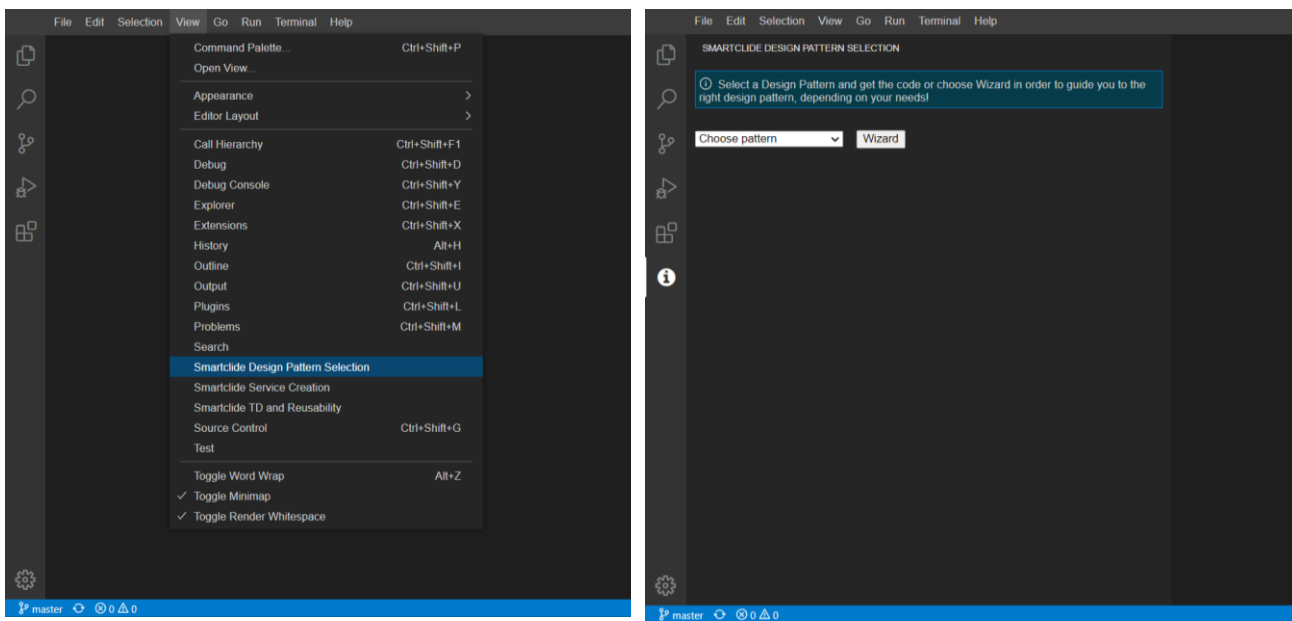 File Edit Selection View Go Run Terminal Help
Command Palette... Ctrl+Shift+P
Open View...
Appearance
Editor Layout
Call Hierarchy Ctrl+Shift+F1
Debug Ctrl+Shift+D
Debug Console Ctrl+Shift+Y
Explorer Ctrl+Shift+E
Extensions Ctrl+Shift+X
History Alt+H
Outline Ctrl+Shift+I
Output Ctrl+Shift+U
Plugins Ctrl+Shift+L
Problems Ctrl+Shift+M
Search
Smartclide Design Pattern Selection
Smartclide Service Creation
Smartclide TD and Reusability
Source Control Ctrl+Shift+G
Test
Toggle Word Wrap Alt+Z
Toggle Minimap
Toggle Render Whitespace
master 0 0
File Edit Selection View Go Run Terminal Help
SMARTCLIDE DESIGN PATTERN SELECTION
Select a Design Pattern and get the code or choose Wizard in order to guide you to the
right design pattern, depending on your needs!
Choose pattern Wizard
master 0 0